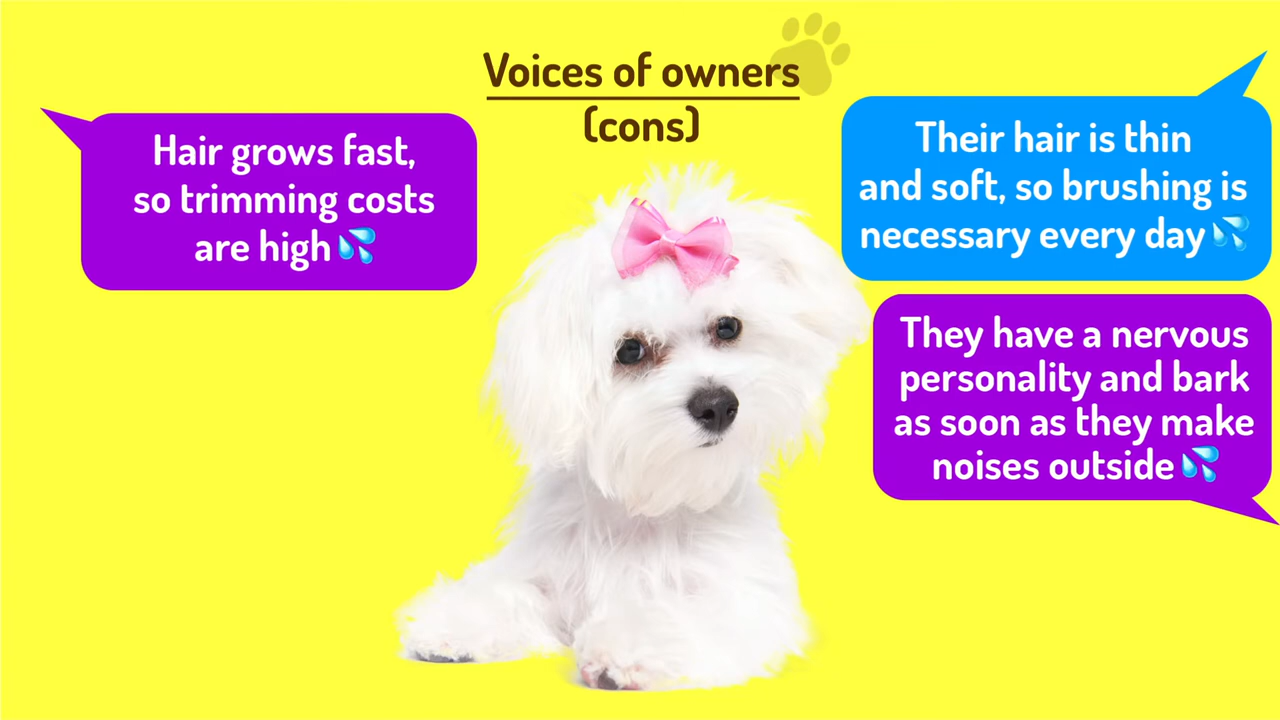 Voices of owners
(cons)
Hair grows fast,
so trimming costs
are high💦
Their hair is thin
and soft, so brushing is
necessary every day💦
They have a nervous
personality and bark
as soon as they make
noises outside💦